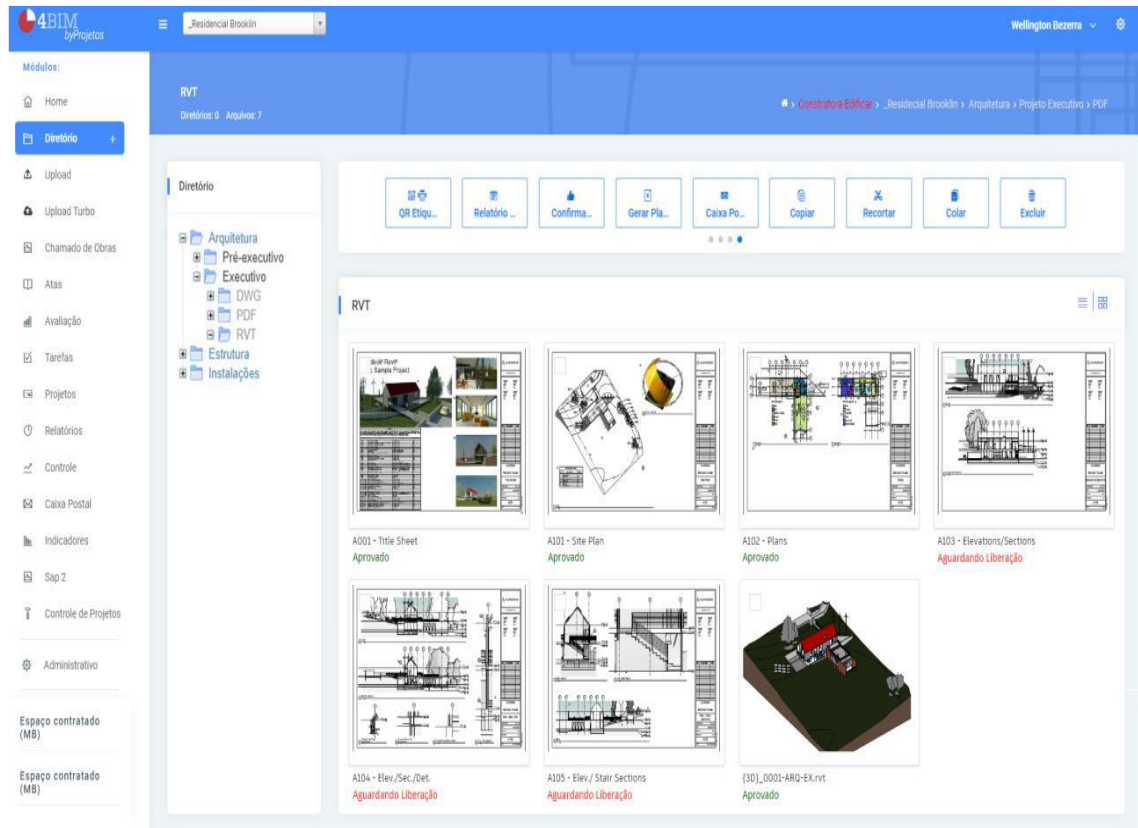 4BIM
byProjetos
_Residencial Brooklin
Wellington Bezerra
Módulos:
Home
Diretório +
Upload
Upload Turbo
Chamado de Obras
Atas
Avaliação
Tarefas
Projetos
Relatórios
Controle
Caixa Postal
Indicadores
Sap 2
Controle de Projetos
Administrativo
Espaço contratado
(MB)
Espaço contratado
(MB)
RVT
Diretórios: 0 Arquivos: 7
> Construtora Edificar > _Residecial Brooklin > Arquitetura > Projeto Executivo > PDF
Diretório
Arquitetura
Pré-executivo
Executivo
DWG
PDF
RVT
Estrutura
Instalações
QR Etiqu...
Relatório ...
Confirma...
Gerar Pla...
Caixa Po...
Copiar
Recortar
Colar
Excluir
RVT
Sample Project
A001 - Title Sheet
Aprovado
A101 - Site Plan
Aprovado
A102 - Plans
Aprovado
A103 - Elevations/Sections
Aguardando Liberação
A104 - Elev./Sec./Det.
Aguardando Liberação
A105 - Elev./ Stair Sections
Aguardando Liberação
{3D}_0001-ARQ-EX.rvt
Aprovado